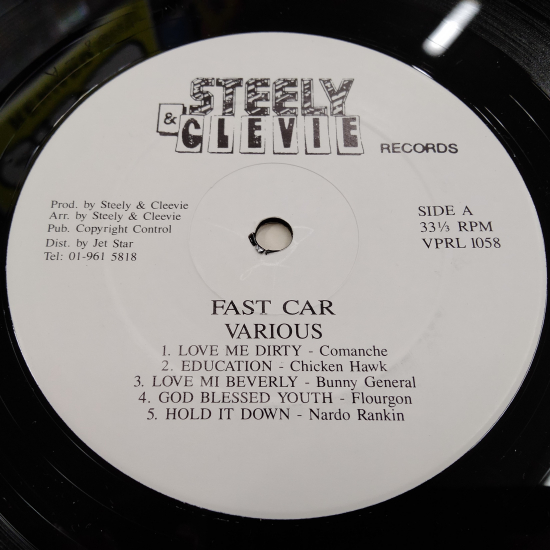 STEELY
& CLEVIE RECORDS
Prod. by Steely & Cleevie
Arr. by Steely & Cleevie
Pub. Copyright Control
Dist. by Jet Star
Tel: 01-961 5818
SIDE A
33⅓ RPM
VPRL 1058
FAST CAR
VARIOUS
1. LOVE ME DIRTY - Comanche
2. EDUCATION - Chicken Hawk
3. LOVE MI BEVERLY - Bunny General
4. GOD BLESSED YOUTH - Flourgon
5. HOLD IT DOWN - Nardo Rankin